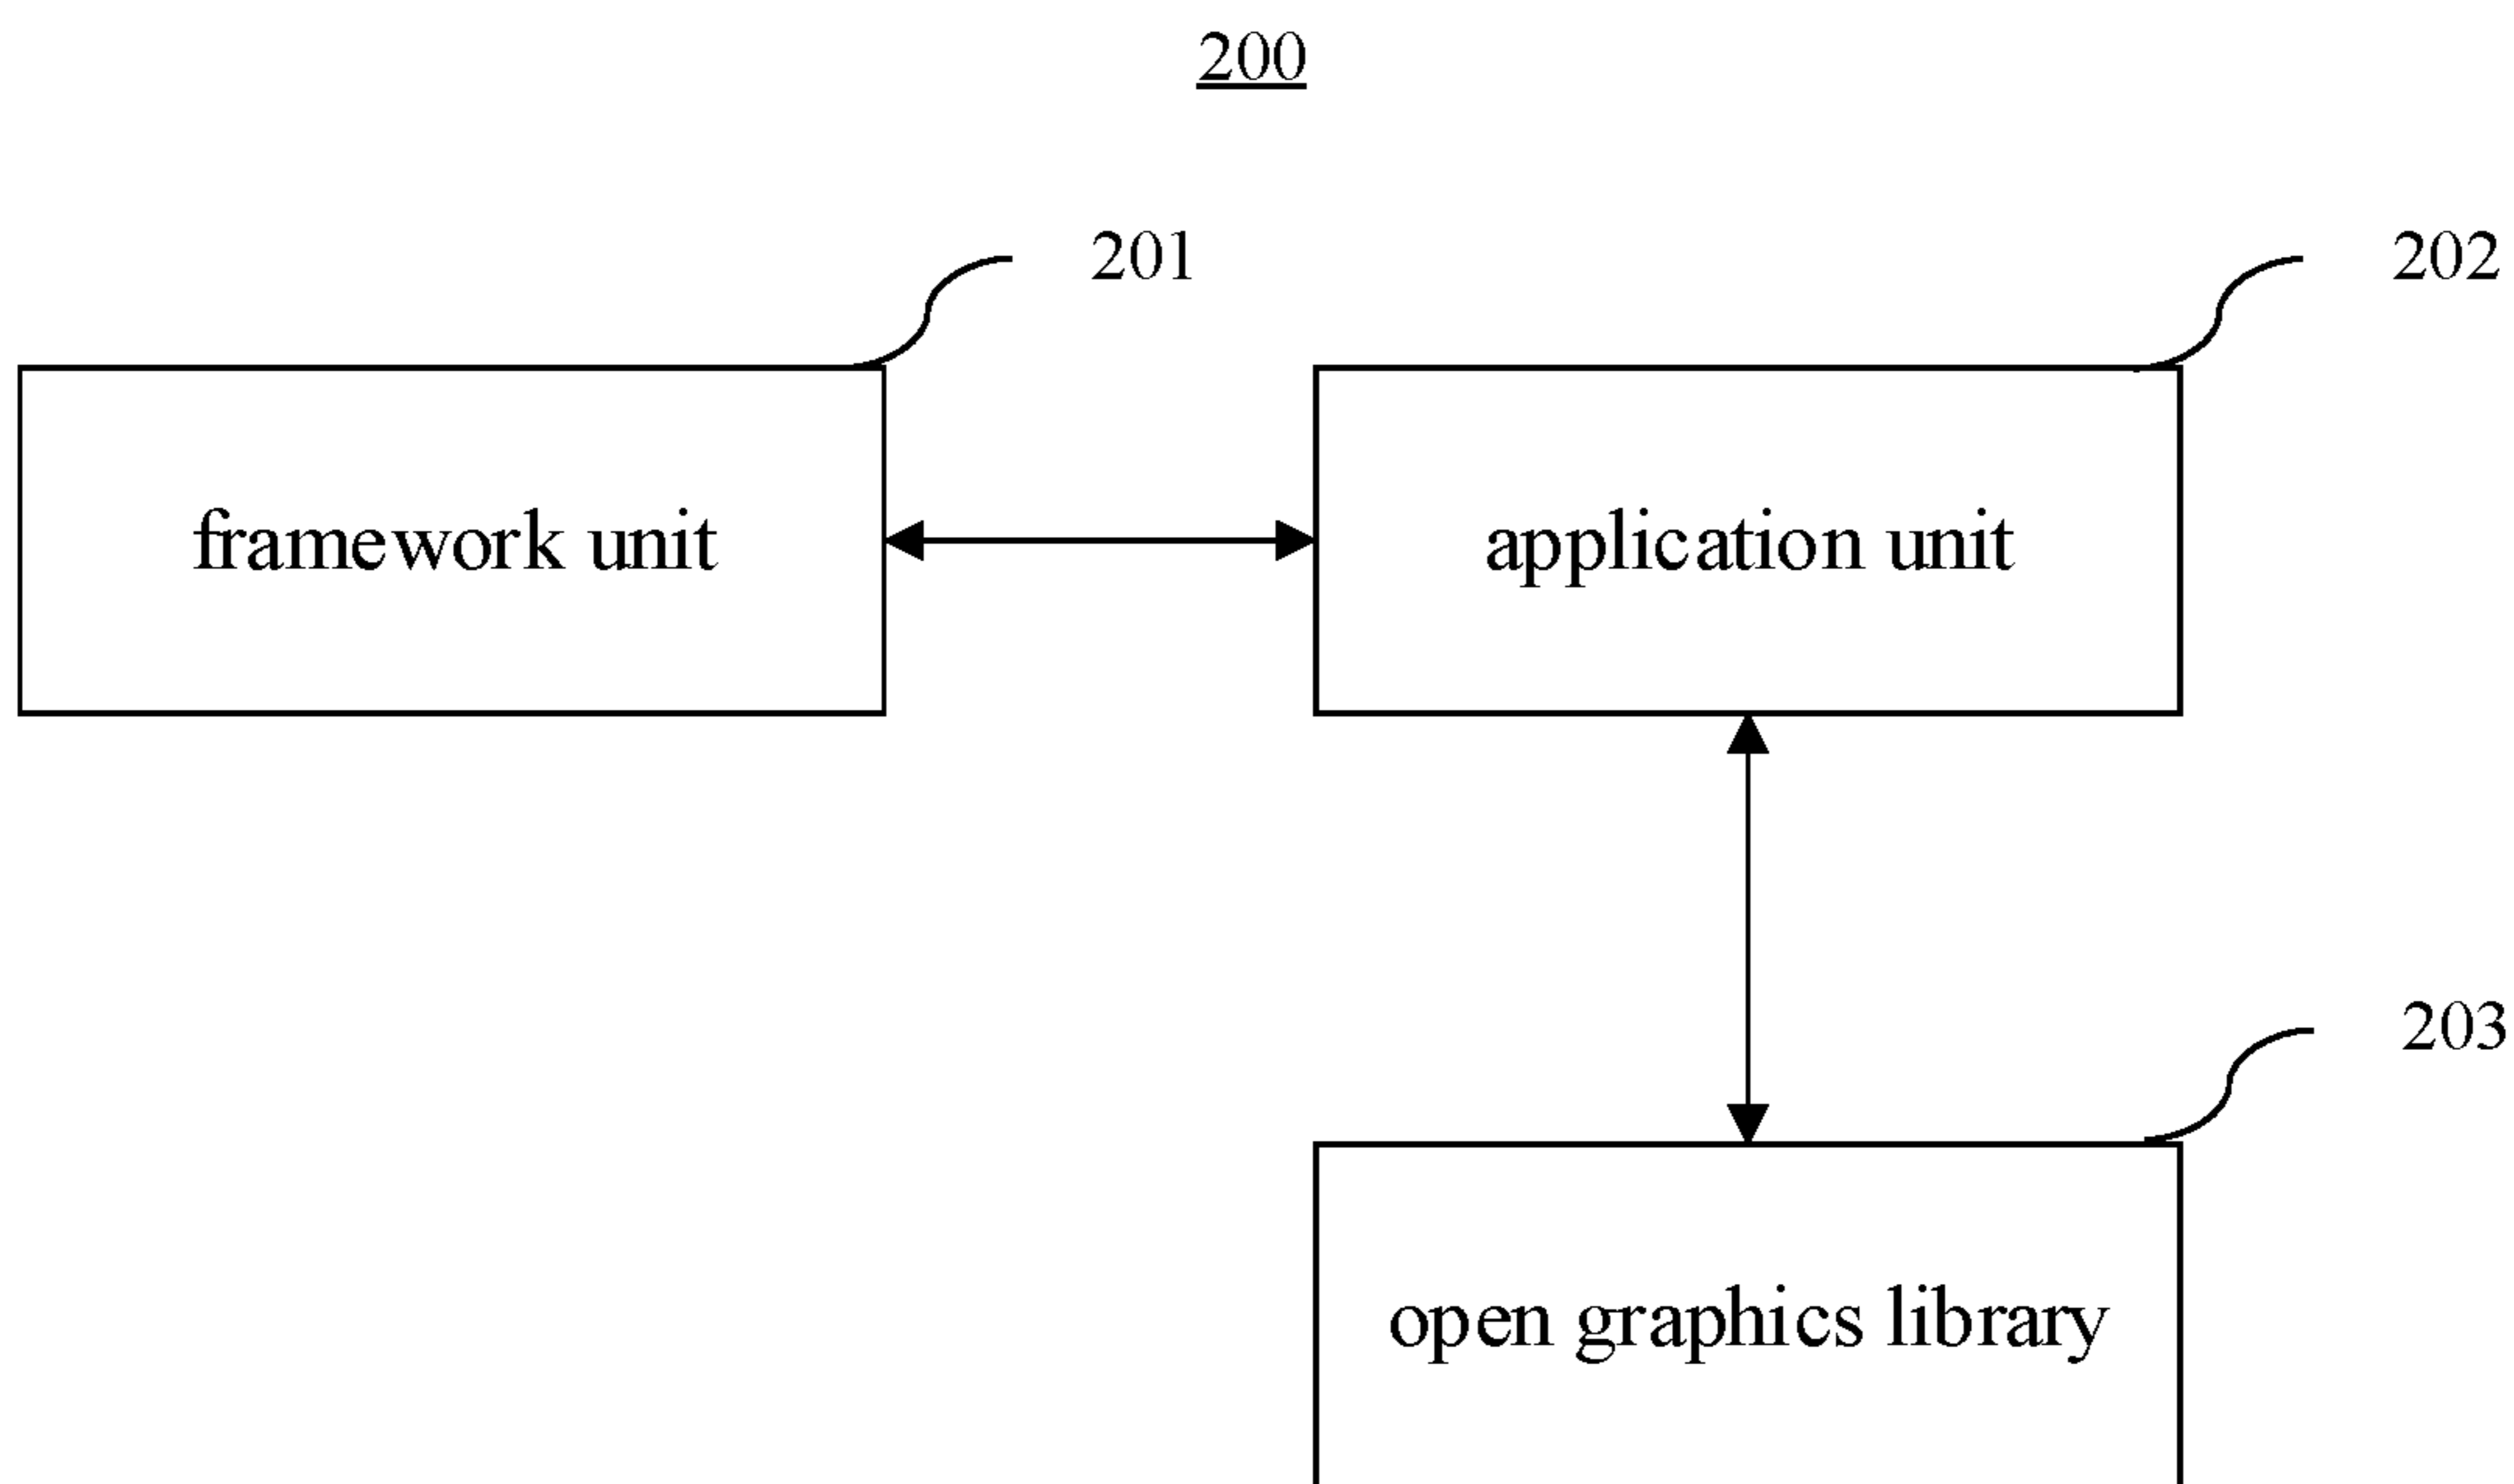 200
201
202
framework unit
application unit
203
open graphics library